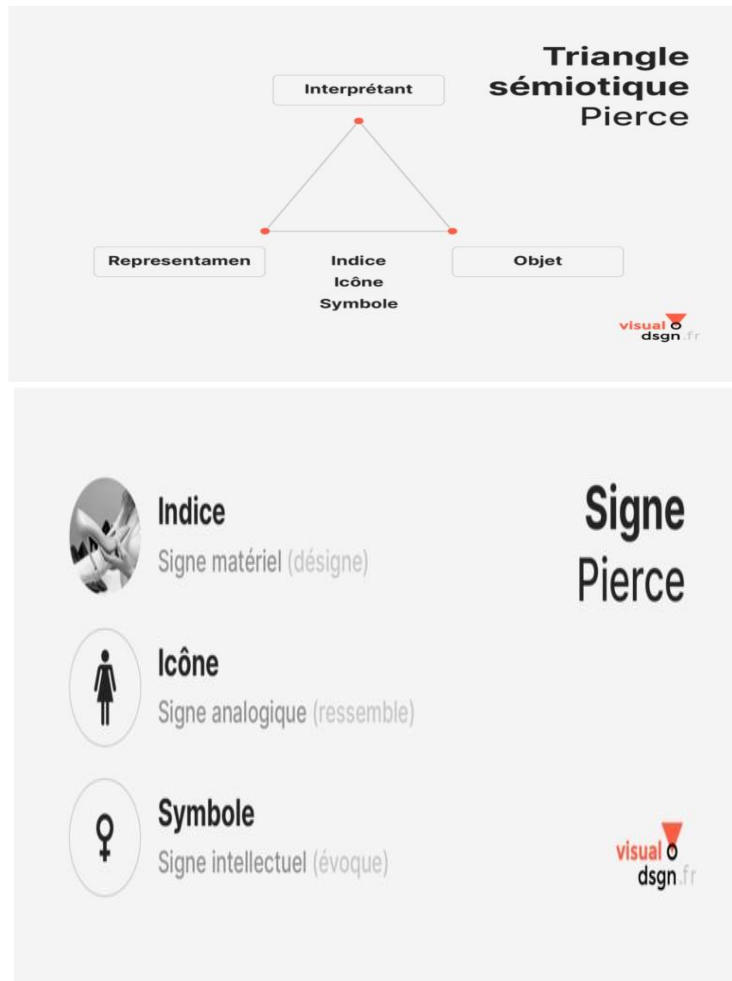 Triangle
sémiotique
Pierce
Interprétant
Representamen
Indice
Icône
Symbole
Objet
visual
dsgn.fr
Signe
Pierce
Indice
Signe matériel (désigne)
Icône
Signe analogique (ressemble)
Symbole
Signe intellectuel (évoque)
visual
dsgn.fr